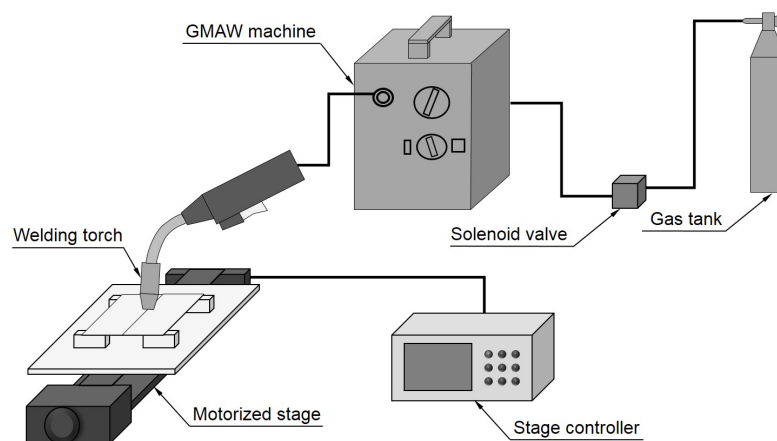 GMAW machine
Welding torch
Solenoid valve
Gas tank
Motorized stage
Stage controller